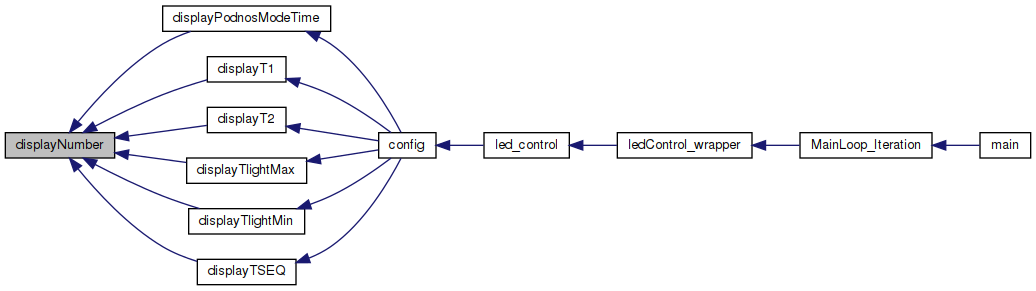 displayPodnosModeTime
displayT1
displayT2
displayNumber
config
led_control
ledControl_wrapper
MainLoop_Iteration
main
displayTlightMax
displayTlightMin
displayTSEQ